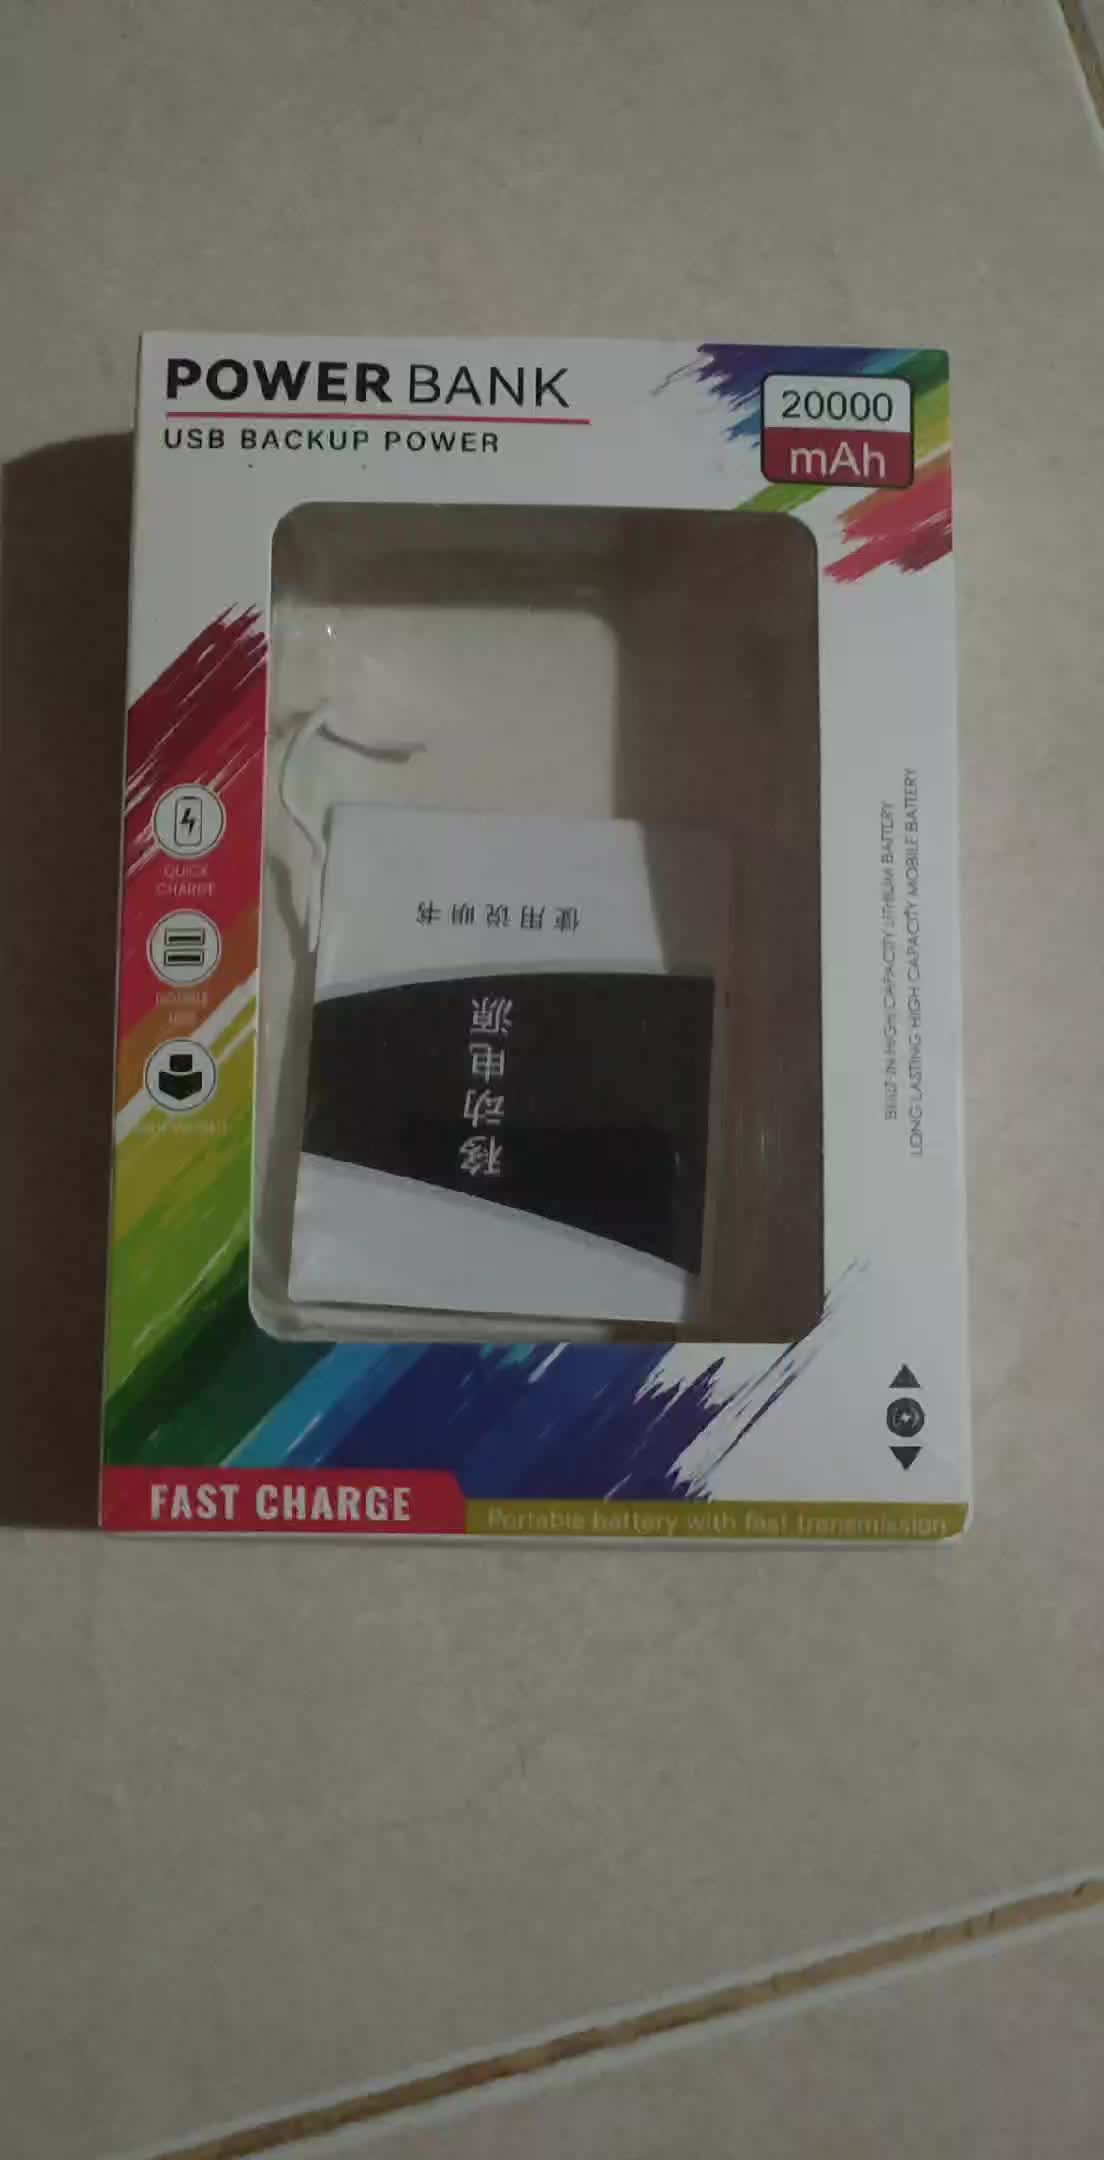 POWER BANK
USB BACKUP POWER
20000
mAh
QUICK
CHARGE
使用说明书
移动电源
BUILT-IN HIGH CAPACITY LITHIUM BATTERY
LONG LASTING HIGH CAPACITY MOBILE BATTERY
FAST CHARGE
Portable battery with fast transmission